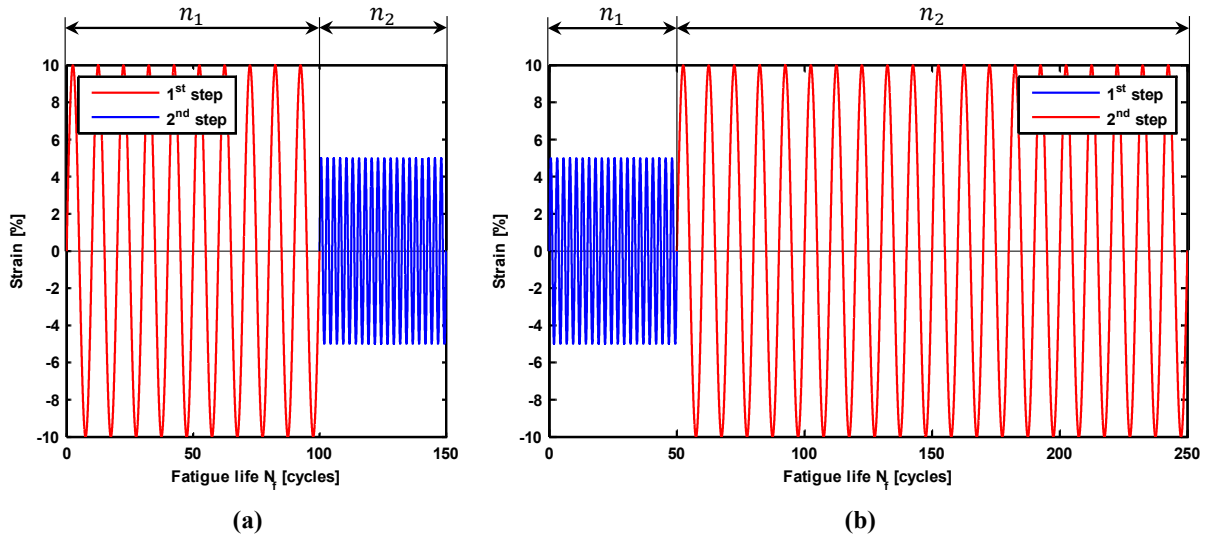 n₁ n₂
10
8
6
4
2
0
-2
-4
-6
-8
-10
Strain [%]
1st step
2nd step
0 50 100 150
Fatigue life N_f [cycles]
(a)
n₁ n₂
10
8
6
4
2
0
-2
-4
-6
-8
-10
Strain [%]
1st step
2nd step
0 50 100 150 200 250
Fatigue life N_f [cycles]
(b)